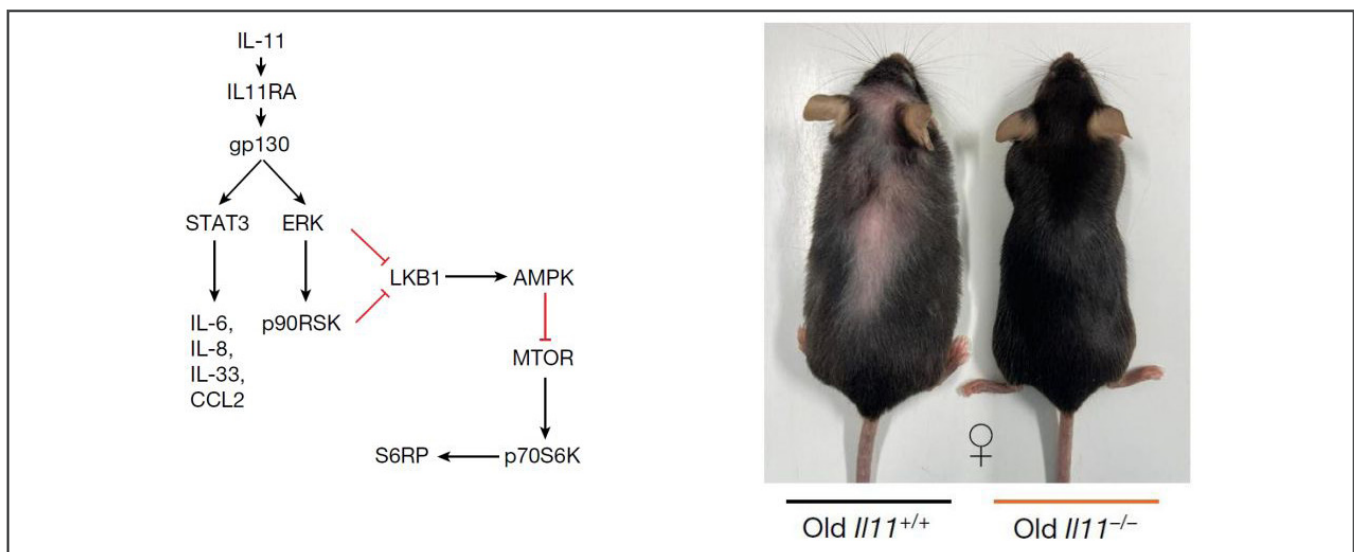 IL-11
IL11RA
gp130
STAT3 ERK
LKB1 AMPK
IL-6,
IL-8,
IL-33,
CCL2
p90RSK
MTOR
S6RP p70S6K
♀
Old Il11+/+ Old Il11−/−